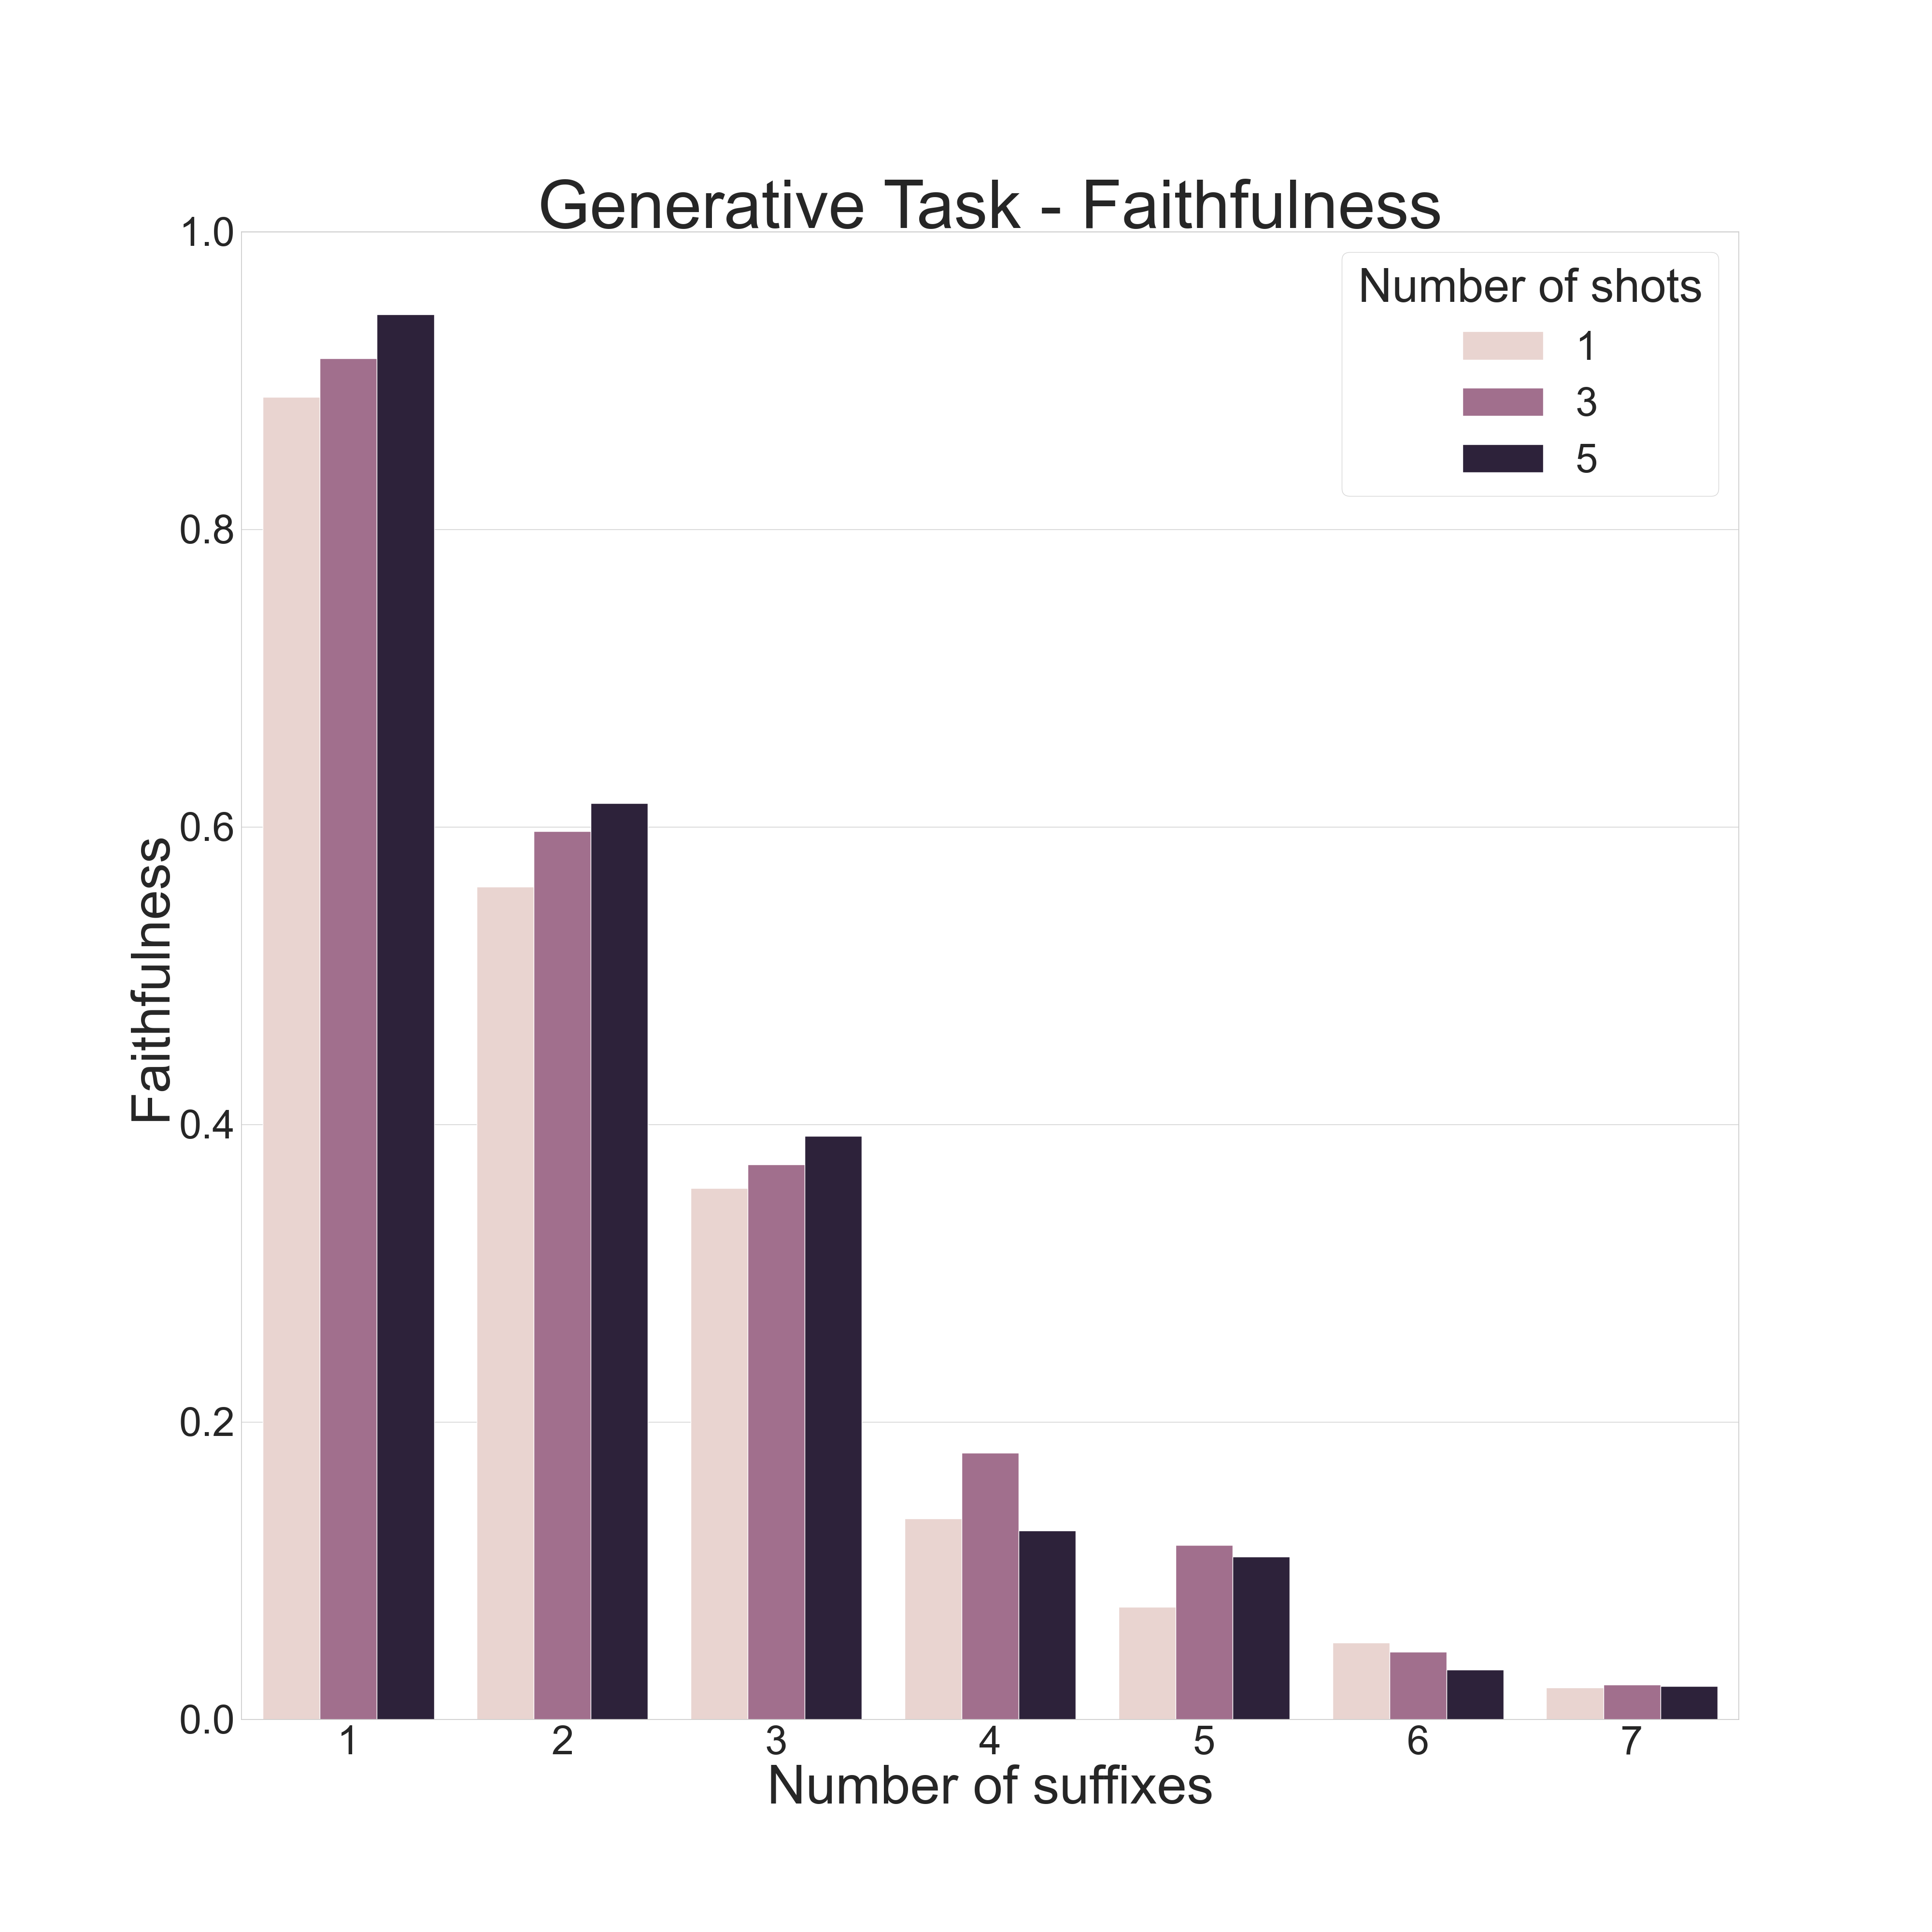 Generative Task - Faithfulness
Number of shots
1
3
5
Faithfulness
1.0
0.8
0.6
0.4
0.2
0.0
1 2 3 4 5 6 7
Number of suffixes